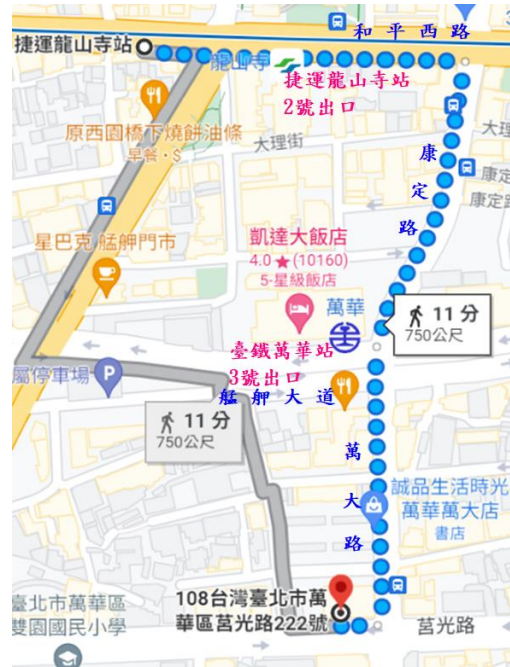 和平西路
捷運龍山寺站
龍山寺
捷運龍山寺站
2號出口
原西園橋下燒餅油條
早餐·$
大理街
大理
康定路
康定
康定路
星巴克 艋舺門市
凱達大飯店
4.0 ★ (10160)
5-星級飯店
萬華
11 分
750公尺
臺鐵萬華站
3號出口
屬停車場
P
艋舺大道
11 分
750公尺
萬大路
誠品生活時光
萬華萬大店
書店
臺北市萬華區
雙園國民小學
108台灣臺北市萬
華區莒光路222號
莒光路